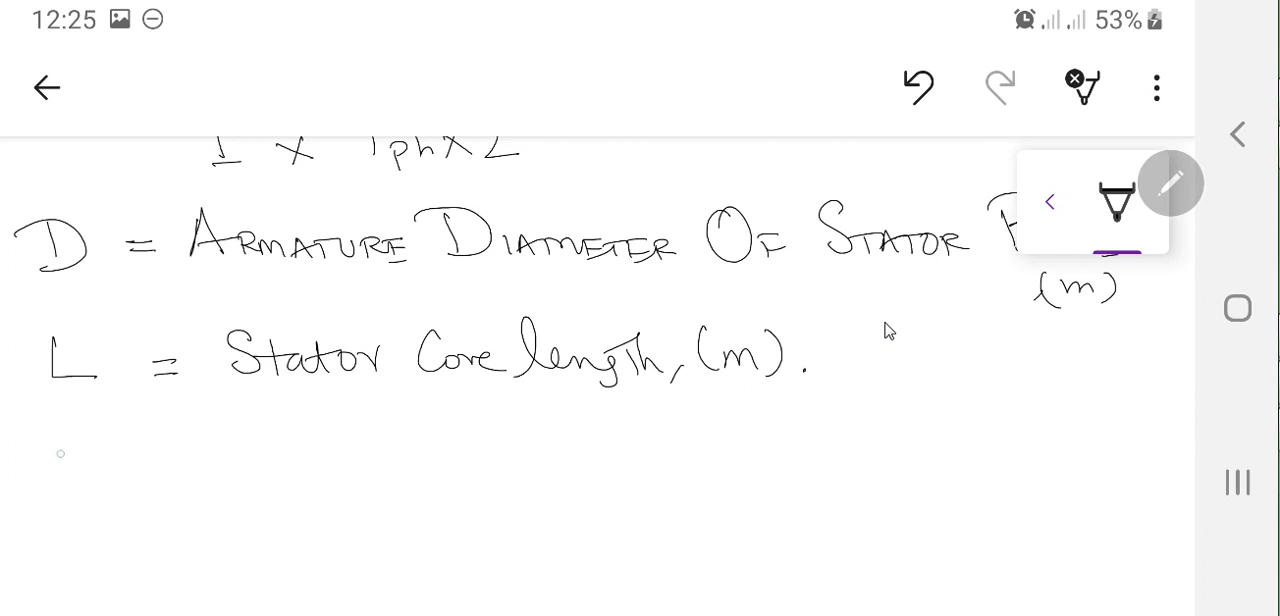 12:25 53%
D = ARMATURE DIAMETER OF STATOR
(m)
L = Stator Core length, (m).